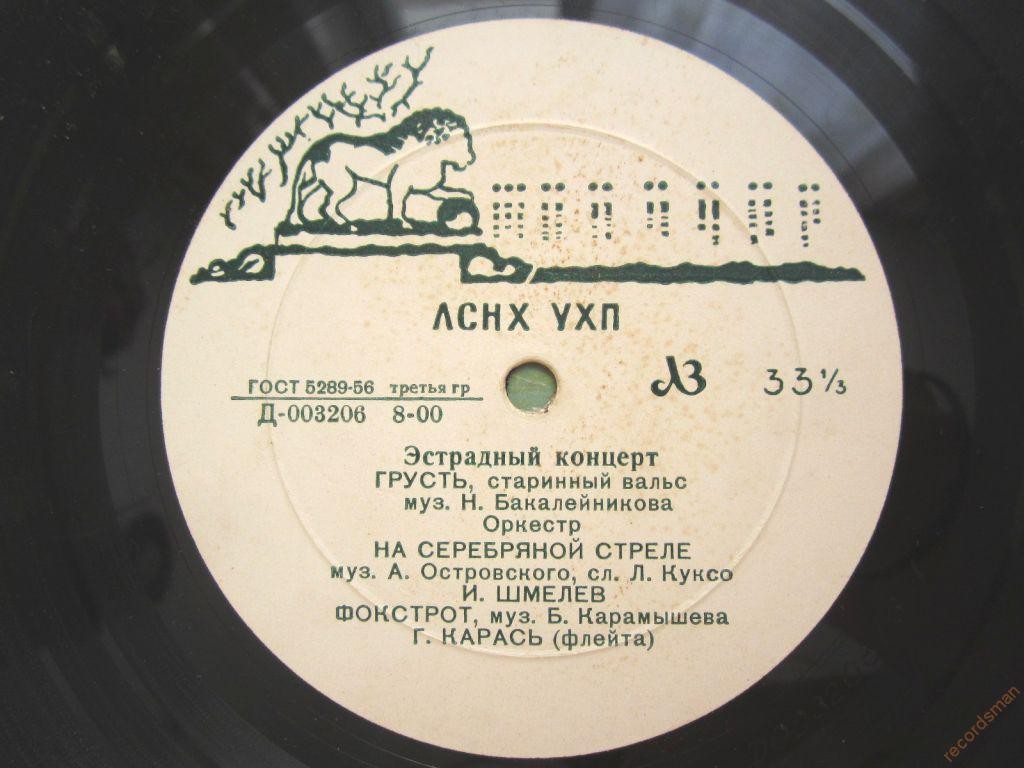 ЛСНХ УХП
ГОСТ 5289-56 третья гр
Д-003206 8-00
ЛЗ 33⅓
Эстрадный концерт
ГРУСТЬ, старинный вальс
муз. Н. Бакалейникова
Оркестр
НА СЕРЕБРЯНОЙ СТРЕЛЕ
муз. А. Островского, сл. Л. Куксо
И. ШМЕЛЕВ
ФОКСТРОТ, муз. Б. Карамышева
Г. КАРАСЬ (флейта)
recordsman